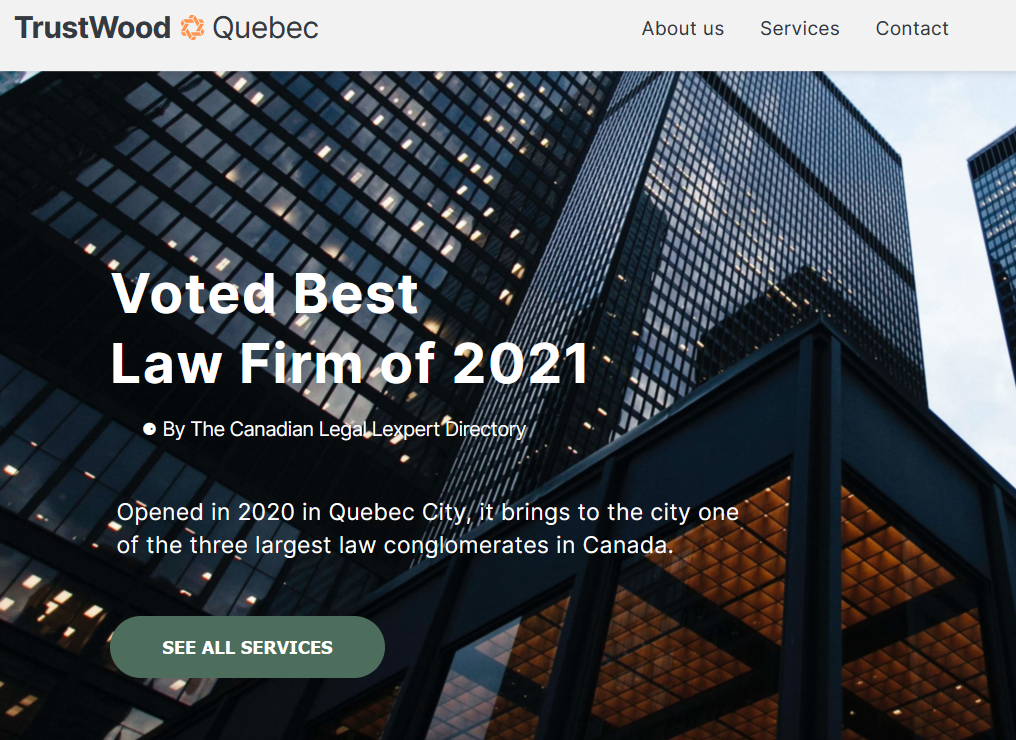 TrustWood Quebec
About us Services Contact
Voted Best
Law Firm of 2021
By The Canadian Legal Lexpert Directory
Opened in 2020 in Quebec City, it brings to the city one
of the three largest law conglomerates in Canada.
SEE ALL SERVICES